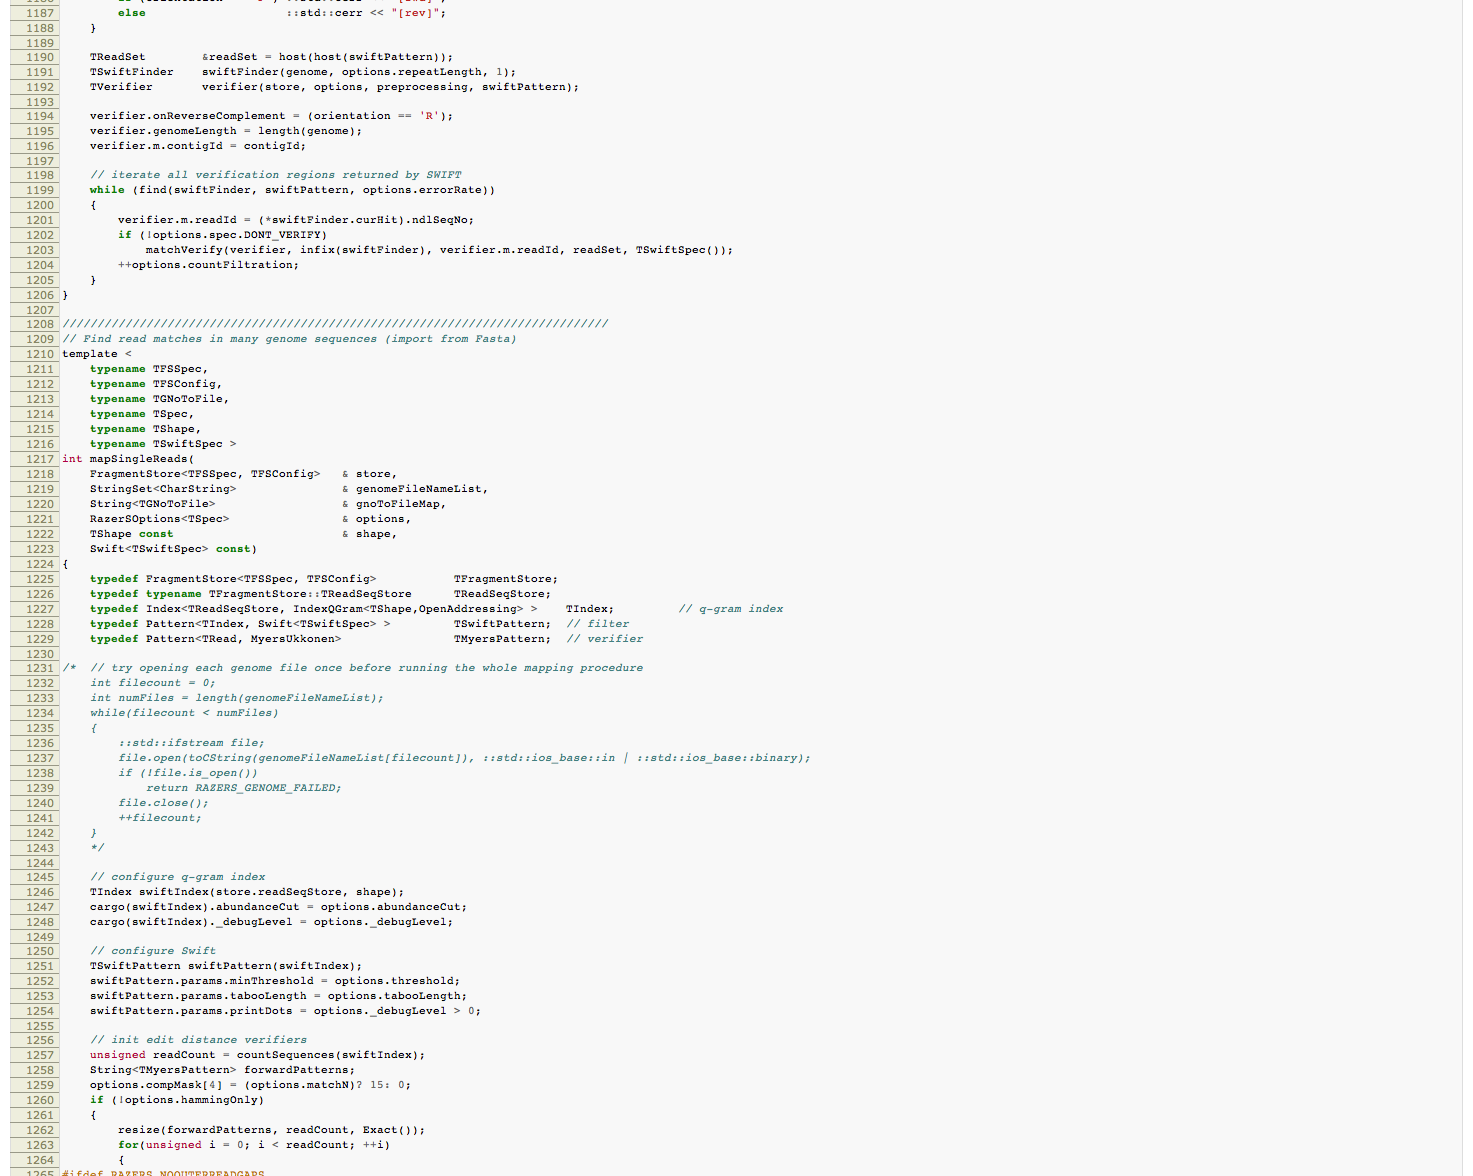 1187         else                    ::std::cerr << "[rev]";
1188     }
1189
1190     TReadSet        &readSet = host(host(swiftPattern));
1191     TSwiftFinder    swiftFinder(genome, options.repeatLength, 1);
1192     TVerifier       verifier(store, options, preprocessing, swiftPattern);
1193
1194     verifier.onReverseComplement = (orientation == 'R');
1195     verifier.genomeLength = length(genome);
1196     verifier.m.contigId = contigId;
1197
1198     // iterate all verification regions returned by SWIFT
1199     while (find(swiftFinder, swiftPattern, options.errorRate))
1200     {
1201         verifier.m.readId = (*swiftFinder.curHit).ndlSeqNo;
1202         if (!options.spec.DONT_VERIFY)
1203             matchVerify(verifier, infix(swiftFinder), verifier.m.readId, readSet, TSwiftSpec());
1204         ++options.countFiltration;
1205     }
1206 }
1207
1208 //////////////////////////////////////////////////////////////////////////////
1209 // Find read matches in many genome sequences (import from Fasta)
1210 template <
1211     typename TFSSpec,
1212     typename TFSConfig,
1213     typename TGNoToFile,
1214     typename TSpec,
1215     typename TShape,
1216     typename TSwiftSpec >
1217 int mapSingleReads(
1218     FragmentStore<TFSSpec, TFSConfig>   & store,
1219     StringSet<CharString>               & genomeFileNameList,
1220     String<TGNoToFile>                  & gnoToFileMap,
1221     RazerSOptions<TSpec>                & options,
1222     TShape const                        & shape,
1223     Swift<TSwiftSpec> const)
1224 {
1225     typedef FragmentStore<TFSSpec, TFSConfig>           TFragmentStore;
1226     typedef typename TFragmentStore::TReadSeqStore      TReadSeqStore;
1227     typedef Index<TReadSeqStore, IndexQGram<TShape,OpenAddressing> >    TIndex;         // q-gram index
1228     typedef Pattern<TIndex, Swift<TSwiftSpec> >         TSwiftPattern;  // filter
1229     typedef Pattern<TRead, MyersUkkonen>                TMyersPattern;  // verifier
1230
1231 /*  // try opening each genome file once before running the whole mapping procedure
1232     int filecount = 0;
1233     int numFiles = length(genomeFileNameList);
1234     while(filecount < numFiles)
1235     {
1236         ::std::ifstream file;
1237         file.open(toCString(genomeFileNameList[filecount]), ::std::ios_base::in | ::std::ios_base::binary);
1238         if (!file.is_open())
1239             return RAZERS_GENOME_FAILED;
1240         file.close();
1241         ++filecount;
1242     }
1243     */
1244
1245     // configure q-gram index
1246     TIndex swiftIndex(store.readSeqStore, shape);
1247     cargo(swiftIndex).abundanceCut = options.abundanceCut;
1248     cargo(swiftIndex)._debugLevel = options._debugLevel;
1249
1250     // configure Swift
1251     TSwiftPattern swiftPattern(swiftIndex);
1252     swiftPattern.params.minThreshold = options.threshold;
1253     swiftPattern.params.tabooLength = options.tabooLength;
1254     swiftPattern.params.printDots = options._debugLevel > 0;
1255
1256     // init edit distance verifiers
1257     unsigned readCount = countSequences(swiftIndex);
1258     String<TMyersPattern> forwardPatterns;
1259     options.compMask[4] = (options.matchN)? 15: 0;
1260     if (!options.hammingOnly)
1261     {
1262         resize(forwardPatterns, readCount, Exact());
1263         for(unsigned i = 0; i < readCount; ++i)
1264         {
1265 #ifdef RAZERS_NOOUTERREADGAPS